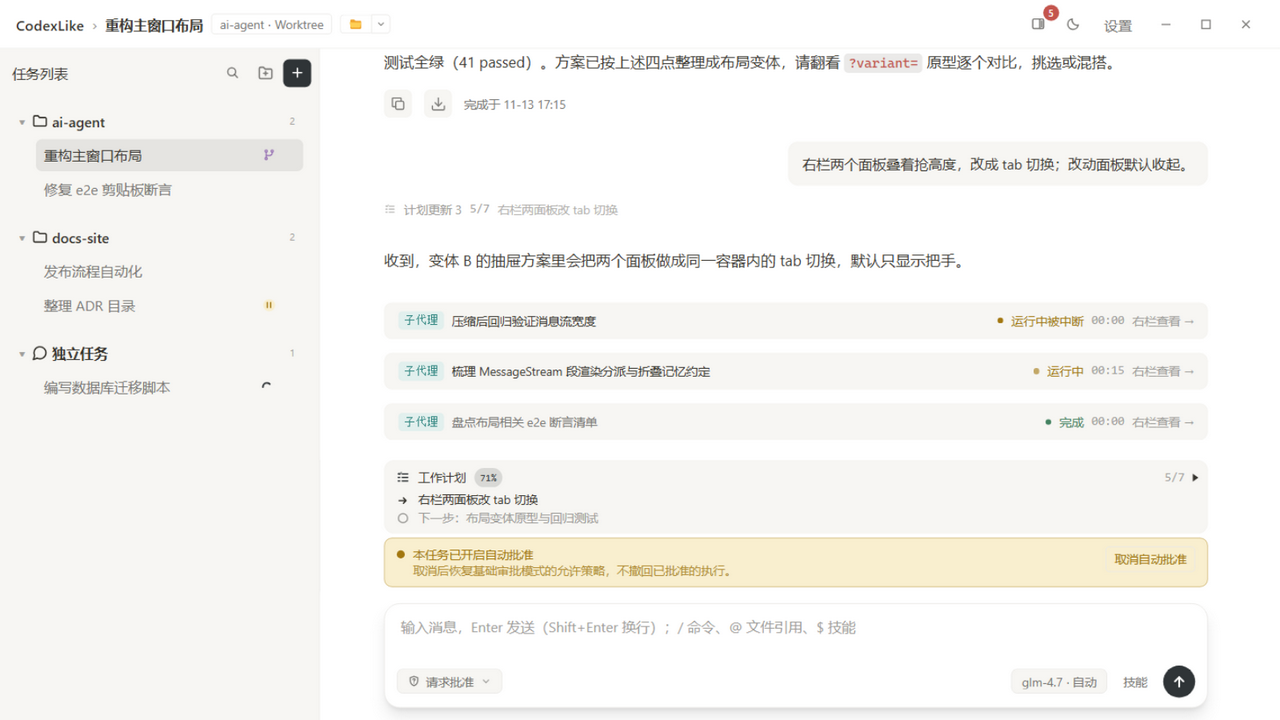 CodexLike › 重构主窗口布局 ai-agent · Worktree
5
设置
任务列表
ai-agent 2
重构主窗口布局
修复 e2e 剪贴板断言
docs-site 2
发布流程自动化
整理 ADR 目录
独立任务 1
编写数据库迁移脚本
测试全绿（41 passed）。方案已按上述四点整理成布局变体，请翻看 ?variant= 原型逐个对比，挑选或混搭。
完成于 11-13 17:15
右栏两个面板叠着抢高度，改成 tab 切换；改动面板默认收起。
计划更新 3 5/7 右栏两面板改 tab 切换
收到，变体 B 的抽屉方案里会把两个面板做成同一容器内的 tab 切换，默认只显示把手。
子代理 压缩后回归验证消息流宽度 运行中被中断 00:00 右栏查看 →
子代理 梳理 MessageStream 段渲染分派与折叠记忆约定 运行中 00:15 右栏查看 →
子代理 盘点布局相关 e2e 断言清单 完成 00:00 右栏查看 →
工作计划 71% 5/7
右栏两面板改 tab 切换
下一步：布局变体原型与回归测试
本任务已开启自动批准
取消后恢复基础审批模式的允许策略，不撤回已批准的执行。
取消自动批准
输入消息，Enter 发送（Shift+Enter 换行）；/ 命令、@ 文件引用、$ 技能
请求批准
glm-4.7 · 自动 技能